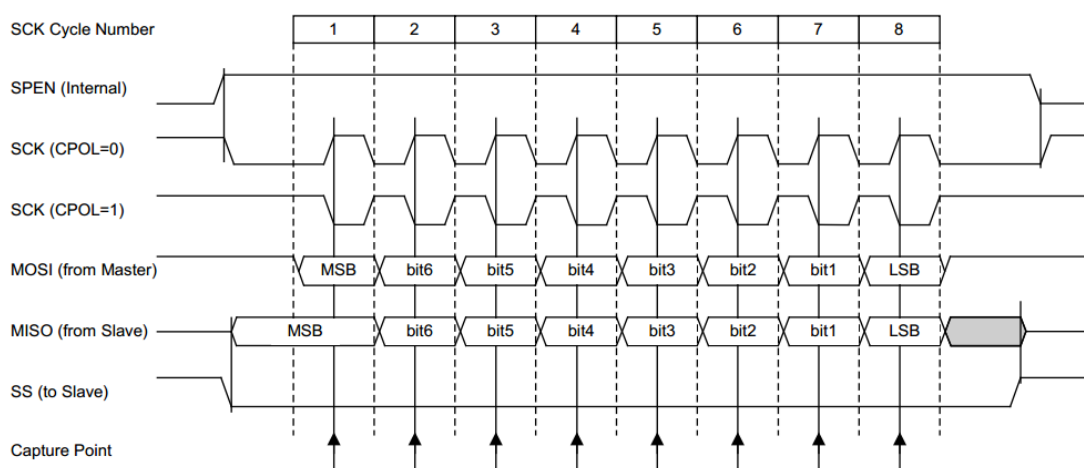 SCK Cycle Number 1 2 3 4 5 6 7 8
SPEN (Internal)
SCK (CPOL=0)
SCK (CPOL=1)
MOSI (from Master) MSB bit6 bit5 bit4 bit3 bit2 bit1 LSB
MISO (from Slave) MSB bit6 bit5 bit4 bit3 bit2 bit1 LSB
SS (to Slave)
Capture Point